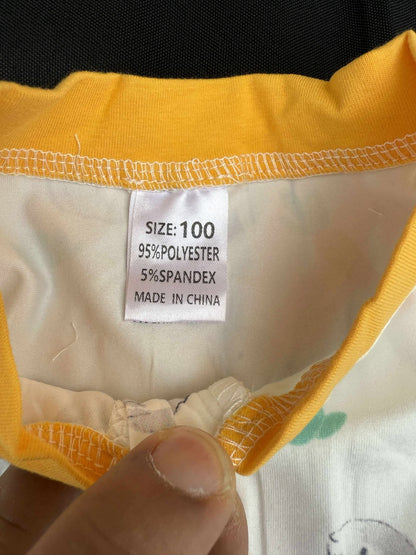 SIZE: 100
95%POLYESTER
5%SPANDEX
MADE IN CHINA